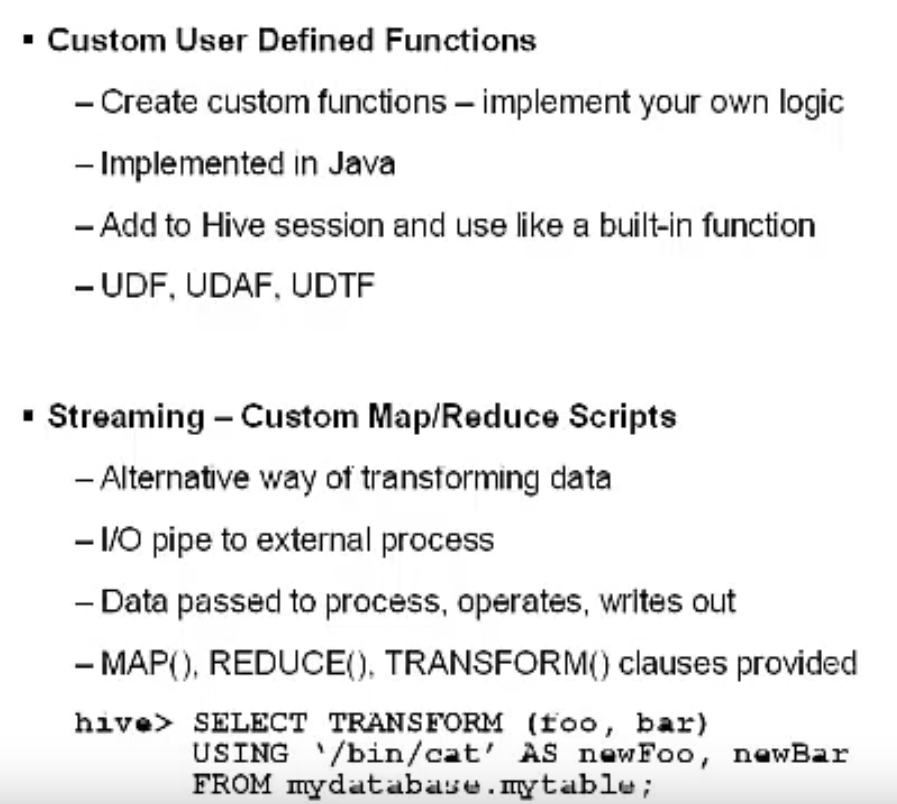 ▪ Custom User Defined Functions
– Create custom functions – implement your own logic
– Implemented in Java
– Add to Hive session and use like a built-in function
– UDF, UDAF, UDTF
▪ Streaming – Custom Map/Reduce Scripts
– Alternative way of transforming data
– I/O pipe to external process
– Data passed to process, operates, writes out
– MAP(), REDUCE(), TRANSFORM() clauses provided
hive> SELECT TRANSFORM (foo, bar)
USING ‵/bin/cat′ AS newFoo, newBar
FROM mydatabase.mytable;